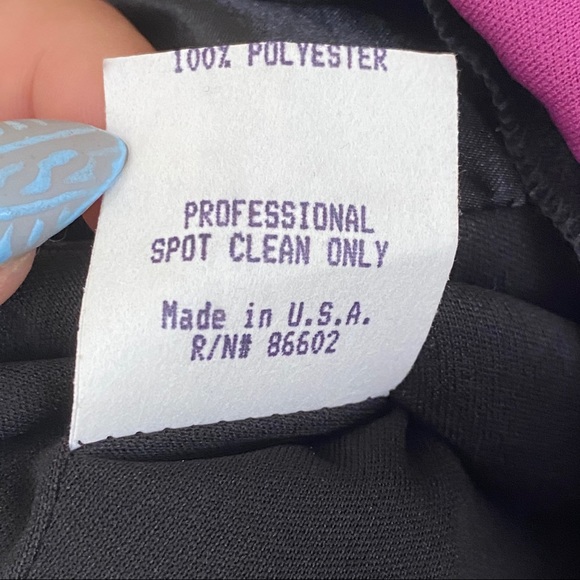 100% POLYESTER
PROFESSIONAL
SPOT CLEAN ONLY
Made in U.S.A.
R/N# 86602